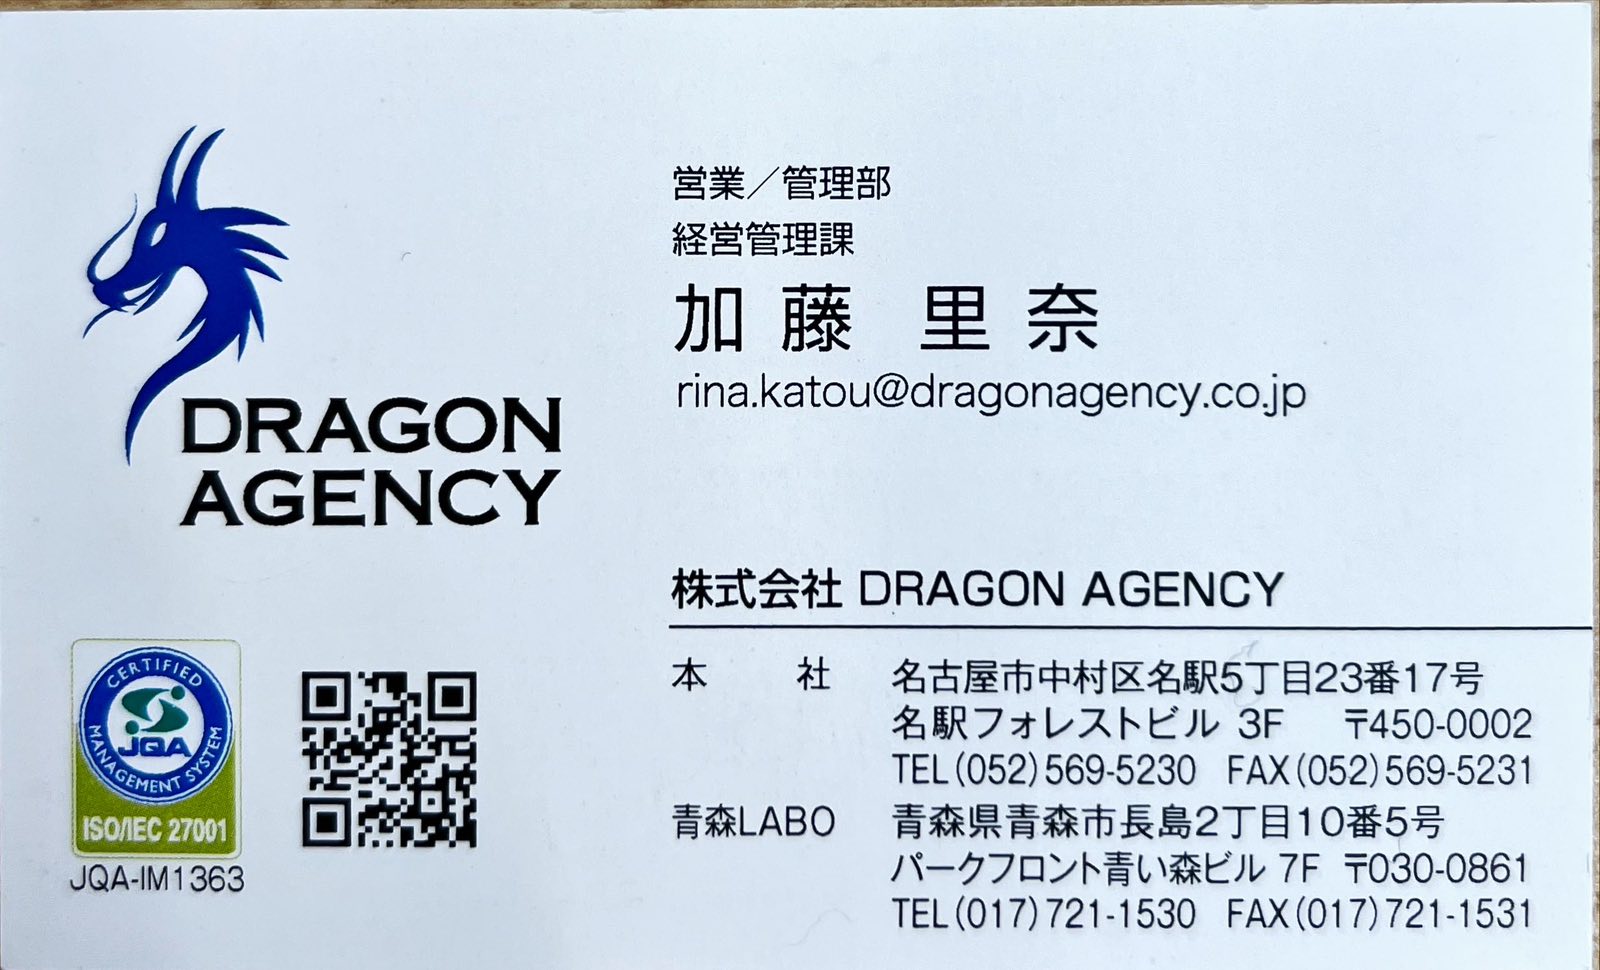 DRAGON
AGENCY
営業／管理部
経営管理課
加藤 里奈
rina.katou@dragonagency.co.jp
株式会社 DRAGON AGENCY
本 社 名古屋市中村区名駅5丁目23番17号
名駅フォレストビル 3F 〒450-0002
TEL(052)569-5230 FAX(052)569-5231
青森LABO 青森県青森市長島2丁目10番5号
パークフロント青い森ビル 7F 〒030-0861
TEL(017)721-1530 FAX(017)721-1531
CERTIFIED
JQA
MANAGEMENT SYSTEM
ISO/IEC 27001
JQA-IM1363